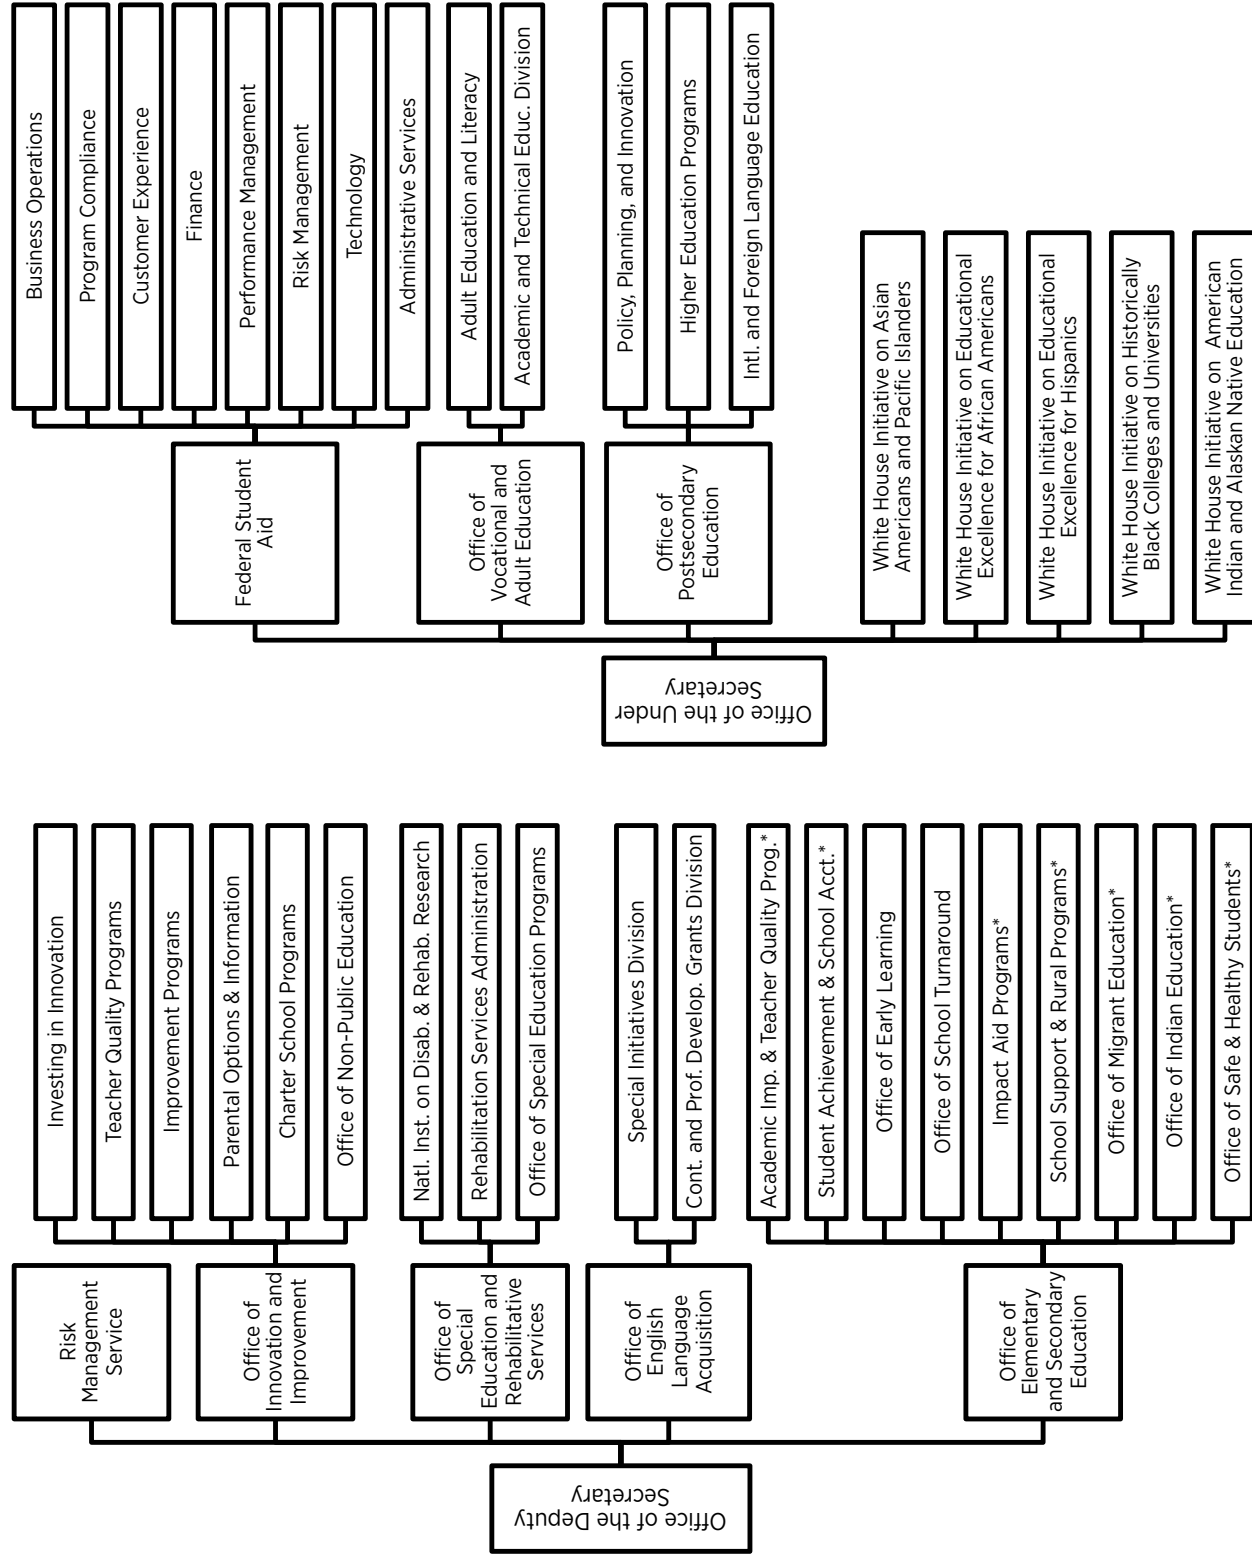 Office of the Deputy
Secretary
Risk
Management
Service
Office of
Innovation and
Improvement
Investing in Innovation
Teacher Quality Programs
Improvement Programs
Parental Options & Information
Charter School Programs
Office of Non-Public Education
Office of
Special
Education and
Rehabilitative
Services
Natl. Inst. on Disab. & Rehab. Research
Rehabilitation Services Administration
Office of Special Education Programs
Office of
English
Language
Acquisition
Special Initiatives Division
Cont. and Prof. Develop. Grants Division
Office of
Elementary
and Secondary
Education
Academic Imp. & Teacher Quality Prog.*
Student Achievement & School Acct.*
Office of Early Learning
Office of School Turnaround
Impact Aid Programs*
School Support & Rural Programs*
Office of Migrant Education*
Office of Indian Education*
Office of Safe & Healthy Students*
Office of the Under
Secretary
Federal Student
Aid
Business Operations
Program Compliance
Customer Experience
Finance
Performance Management
Risk Management
Technology
Administrative Services
Office of
Vocational and
Adult Education
Adult Education and Literacy
Academic and Technical Educ. Division
Office of
Postsecondary
Education
Policy, Planning, and Innovation
Higher Education Programs
Intl. and Foreign Language Education
White House Initiative on Asian
Americans and Pacific Islanders
White House Initiative on Educational
Excellence for African Americans
White House Initiative on Educational
Excellence for Hispanics
White House Initiative on Historically
Black Colleges and Universities
White House Initiative on American
Indian and Alaskan Native Education